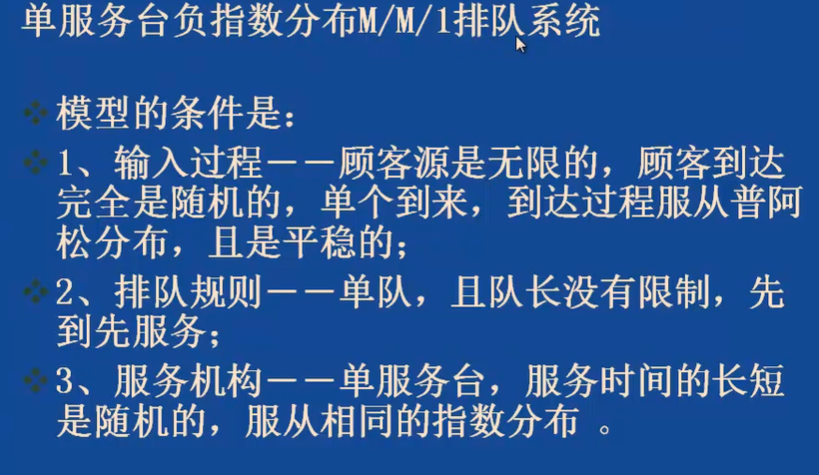 单服务台负指数分布M/M/1排队系统
模型的条件是：
1、输入过程－－顾客源是无限的，顾客到达
完全是随机的，单个到来，到达过程服从普阿
松分布，且是平稳的；
2、排队规则－－单队，且队长没有限制，先
到先服务；
3、服务机构－－单服务台，服务时间的长短
是随机的，服从相同的指数分布 。